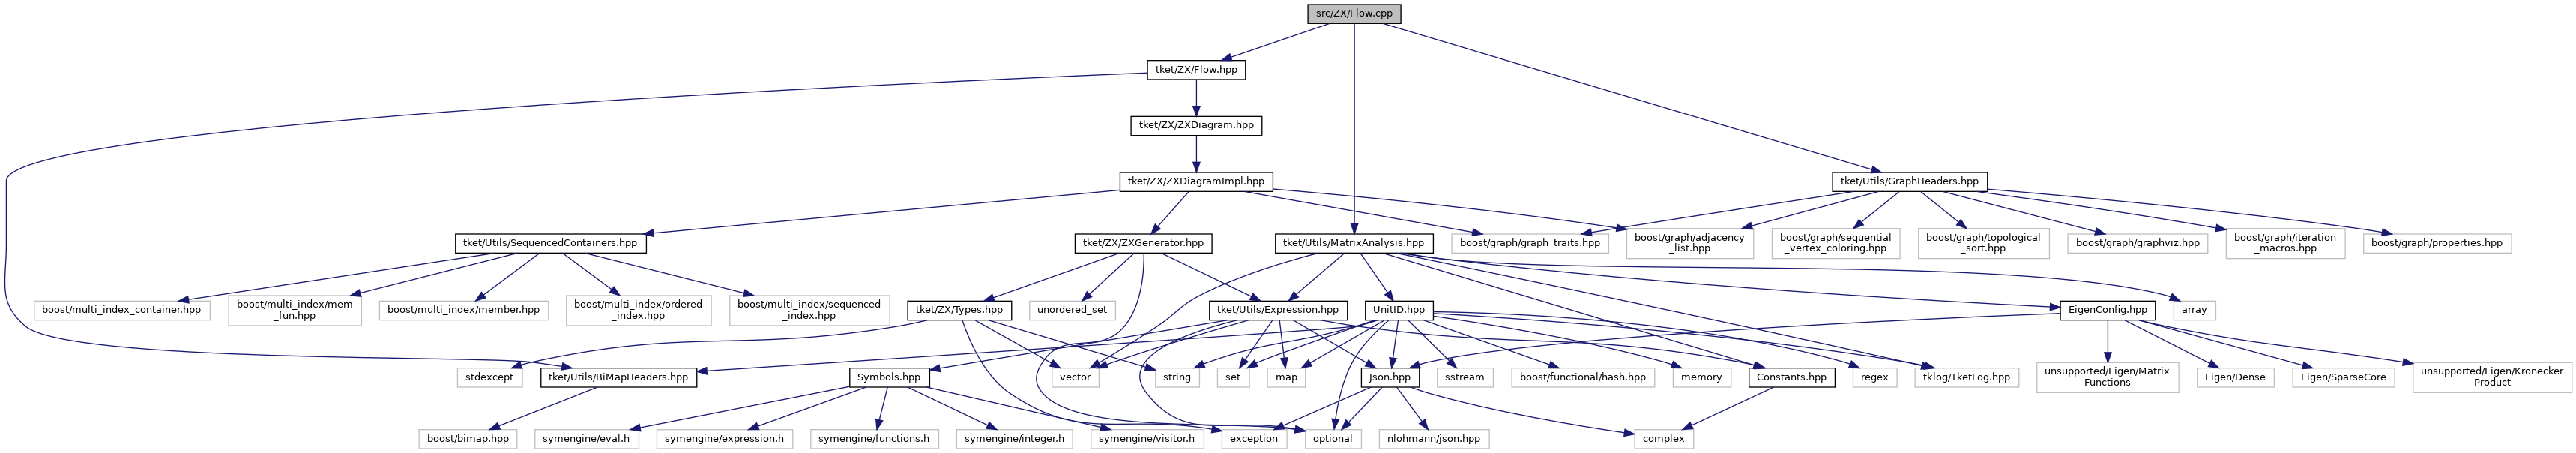 src/ZX/Flow.cpp
tket/ZX/Flow.hpp
tket/ZX/ZXDiagram.hpp
tket/ZX/ZXDiagramImpl.hpp
tket/Utils/GraphHeaders.hpp
tket/Utils/SequencedContainers.hpp
tket/ZX/ZXGenerator.hpp
tket/Utils/MatrixAnalysis.hpp
boost/graph/graph_traits.hpp
boost/graph/adjacency
_list.hpp
boost/graph/sequential
_vertex_coloring.hpp
boost/graph/topological
_sort.hpp
boost/graph/graphviz.hpp
boost/graph/iteration
_macros.hpp
boost/graph/properties.hpp
boost/multi_index_container.hpp
boost/multi_index/mem
_fun.hpp
boost/multi_index/member.hpp
boost/multi_index/ordered
_index.hpp
boost/multi_index/sequenced
_index.hpp
tket/ZX/Types.hpp
unordered_set
tket/Utils/Expression.hpp
UnitID.hpp
EigenConfig.hpp
array
stdexcept
tket/Utils/BiMapHeaders.hpp
Symbols.hpp
vector
string
set
map
Json.hpp
sstream
boost/functional/hash.hpp
memory
Constants.hpp
regex
tklog/TketLog.hpp
unsupported/Eigen/Matrix
Functions
Eigen/Dense
Eigen/SparseCore
unsupported/Eigen/Kronecker
Product
boost/bimap.hpp
symengine/eval.h
symengine/expression.h
symengine/functions.h
symengine/integer.h
symengine/visitor.h
exception
optional
nlohmann/json.hpp
complex